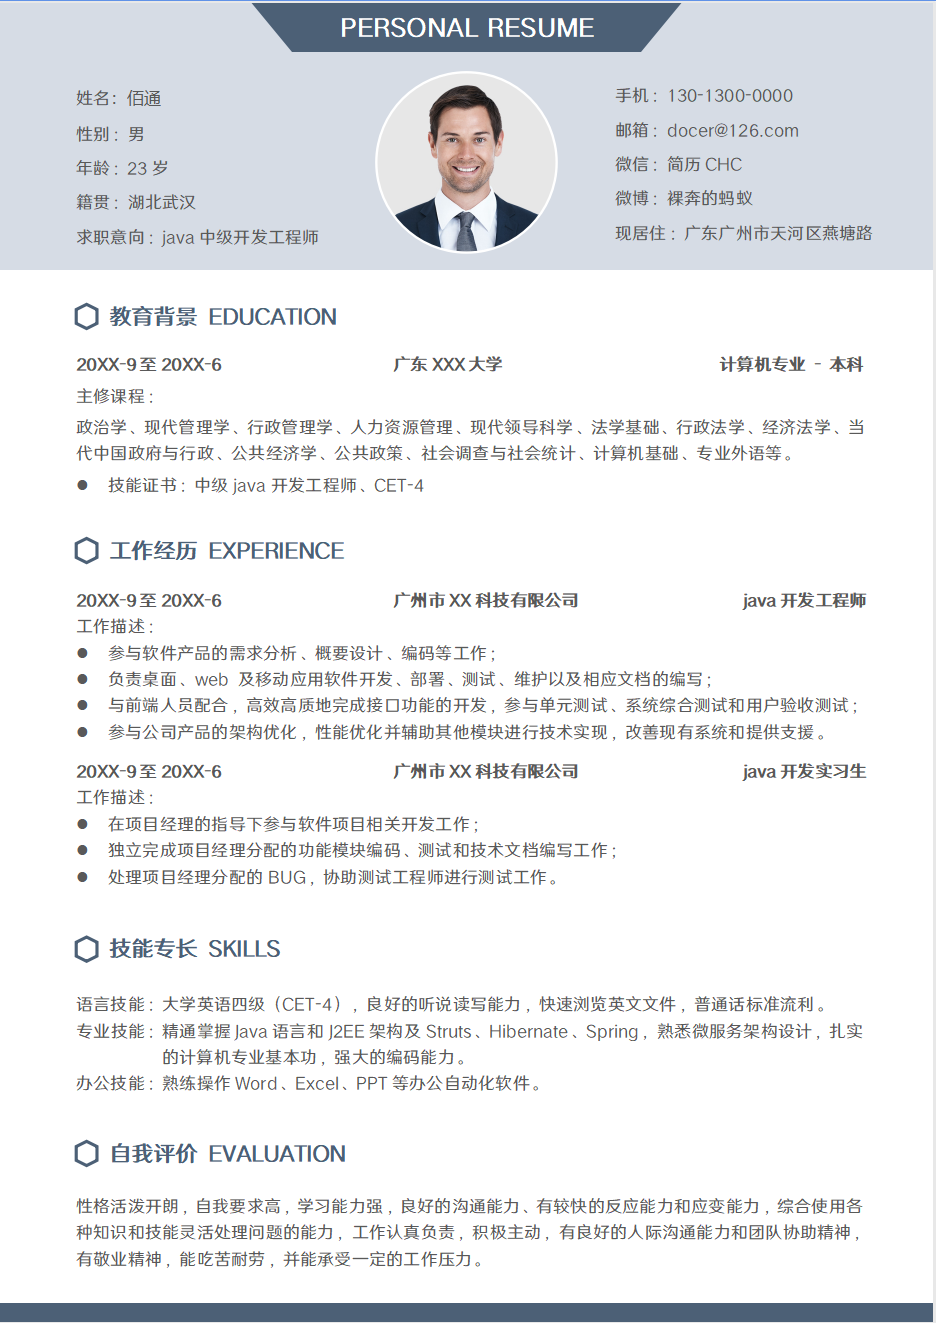 PERSONAL RESUME
姓名：佰通
性别：男
年龄：23 岁
籍贯：湖北武汉
求职意向：java 中级开发工程师
手机：130-1300-0000
邮箱：docer@126.com
微信：简历 CHC
微博：裸奔的蚂蚁
现居住：广东广州市天河区燕塘路
教育背景 EDUCATION
20XX-9 至 20XX-6 广东 XXX 大学 计算机专业 - 本科
主修课程：
政治学、现代管理学、行政管理学、人力资源管理、现代领导科学、法学基础、行政法学、经济法学、当
代中国政府与行政、公共经济学、公共政策、社会调查与社会统计、计算机基础、专业外语等。
● 技能证书：中级 java 开发工程师、CET-4
工作经历 EXPERIENCE
20XX-9 至 20XX-6 广州市 XX 科技有限公司 java 开发工程师
工作描述：
● 参与软件产品的需求分析、概要设计、编码等工作；
● 负责桌面、web 及移动应用软件开发、部署、测试、维护以及相应文档的编写；
● 与前端人员配合，高效高质地完成接口功能的开发，参与单元测试、系统综合测试和用户验收测试；
● 参与公司产品的架构优化，性能优化并辅助其他模块进行技术实现，改善现有系统和提供支援。
20XX-9 至 20XX-6 广州市 XX 科技有限公司 java 开发实习生
工作描述：
● 在项目经理的指导下参与软件项目相关开发工作；
● 独立完成项目经理分配的功能模块编码、测试和技术文档编写工作；
● 处理项目经理分配的 BUG，协助测试工程师进行测试工作。
技能专长 SKILLS
语言技能：大学英语四级（CET-4），良好的听说读写能力，快速浏览英文文件，普通话标准流利。
专业技能：精通掌握 Java 语言和 J2EE 架构及 Struts、Hibernate、Spring，熟悉微服务架构设计，扎实
的计算机专业基本功，强大的编码能力。
办公技能：熟练操作 Word、Excel、PPT 等办公自动化软件。
自我评价 EVALUATION
性格活泼开朗，自我要求高，学习能力强，良好的沟通能力、有较快的反应能力和应变能力，综合使用各
种知识和技能灵活处理问题的能力，工作认真负责，积极主动，有良好的人际沟通能力和团队协助精神，
有敬业精神，能吃苦耐劳，并能承受一定的工作压力。